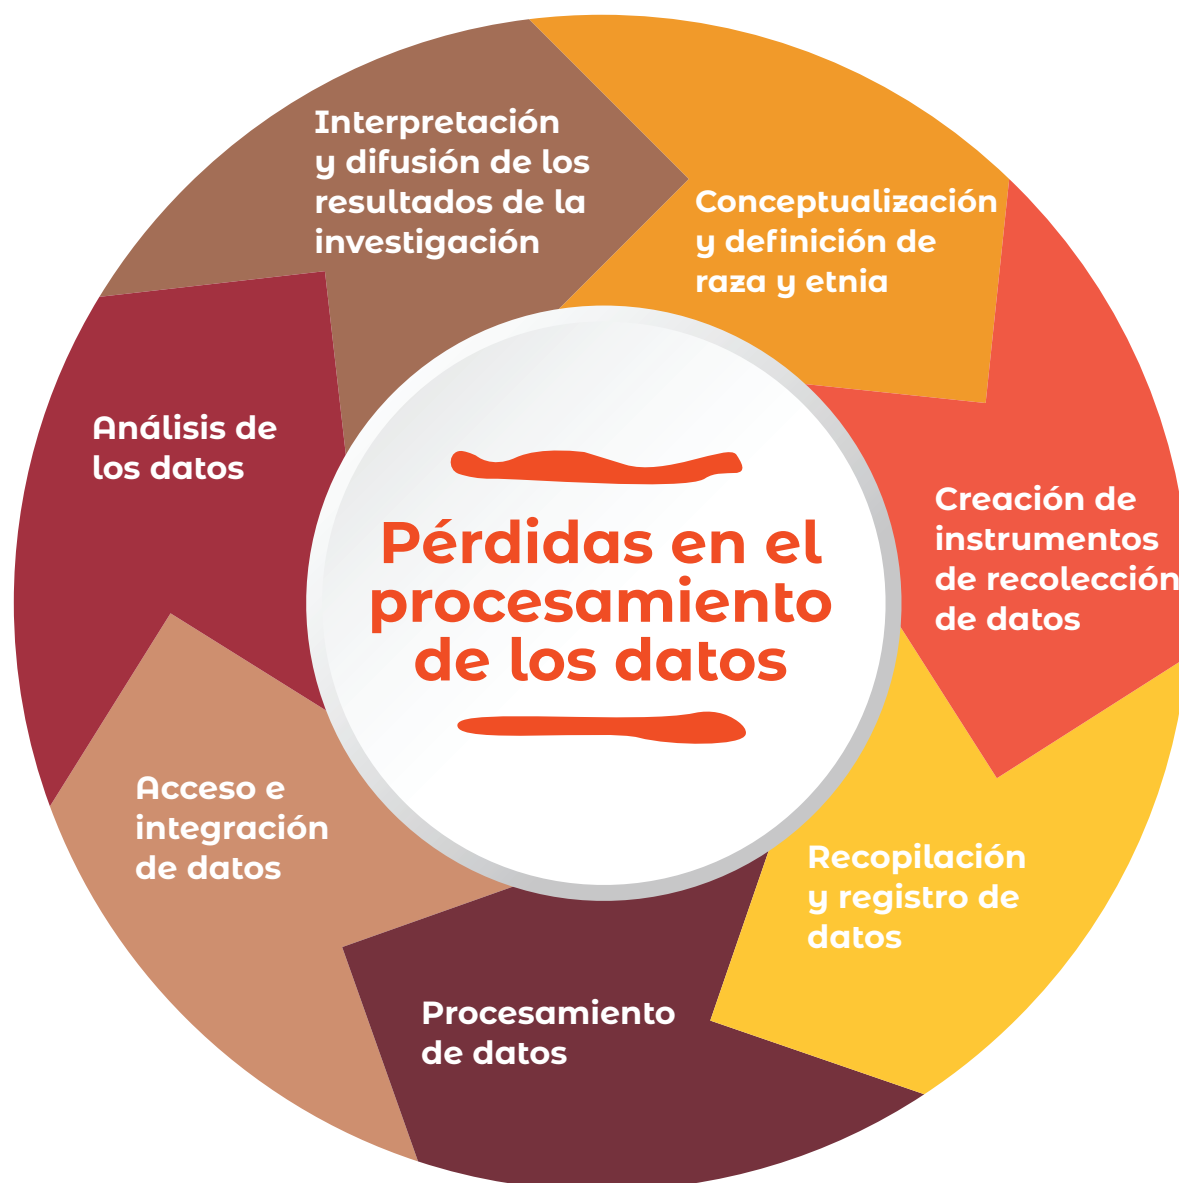 Interpretación
y difusión de los
resultados de la
investigación
Conceptualización
y definición de
raza y etnia
Creación de
instrumentos
de recolección
de datos
Recopilación
y registro de
datos
Procesamiento
de datos
Acceso e
integración
de datos
Análisis de
los datos
Pérdidas en el
procesamiento
de los datos